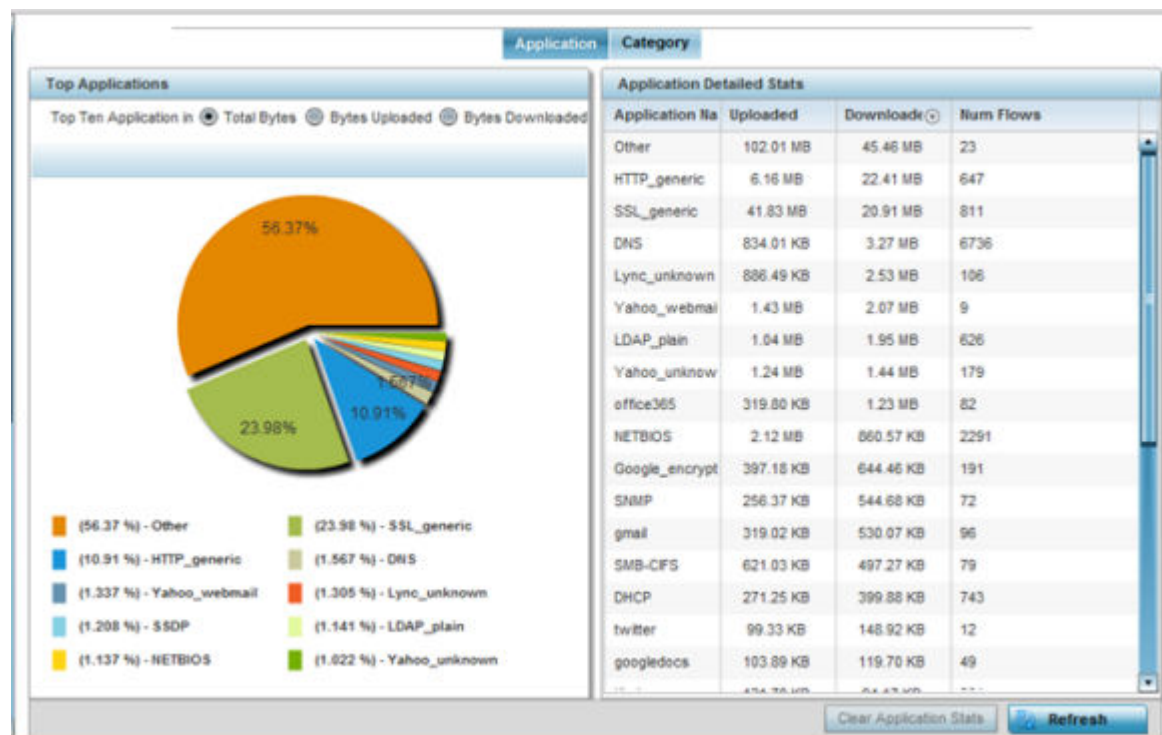 Application Category
Top Applications
Top Ten Application in Total Bytes Bytes Uploaded Bytes Downloaded
56.37%
23.98%
10.91%
1.567%
(56.37 %) - Other (23.98 %) - SSL_generic
(10.91 %) - HTTP_generic (1.567 %) - DNS
(1.337 %) - Yahoo_webmail (1.305 %) - Lync_unknown
(1.208 %) - SSDP (1.141 %) - LDAP_plain
(1.137 %) - NETBIOS (1.022 %) - Yahoo_unknown
Application Detailed Stats
Application Na Uploaded Downloade Num Flows
Other 102.01 MB 45.46 MB 23
HTTP_generic 6.16 MB 22.41 MB 647
SSL_generic 41.83 MB 20.91 MB 811
DNS 834.01 KB 3.27 MB 6736
Lync_unknown 886.49 KB 2.53 MB 106
Yahoo_webmai 1.43 MB 2.07 MB 9
LDAP_plain 1.04 MB 1.95 MB 626
Yahoo_unknow 1.24 MB 1.44 MB 179
office365 319.80 KB 1.23 MB 82
NETBIOS 2.12 MB 860.57 KB 2291
Google_encrypt 397.18 KB 644.46 KB 191
SNMP 256.37 KB 544.68 KB 72
gmail 319.02 KB 530.07 KB 96
SMB-CIFS 621.03 KB 497.27 KB 79
DHCP 271.25 KB 399.88 KB 743
twitter 99.33 KB 148.92 KB 12
googledocs 103.89 KB 119.70 KB 49
Clear Application Stats Refresh